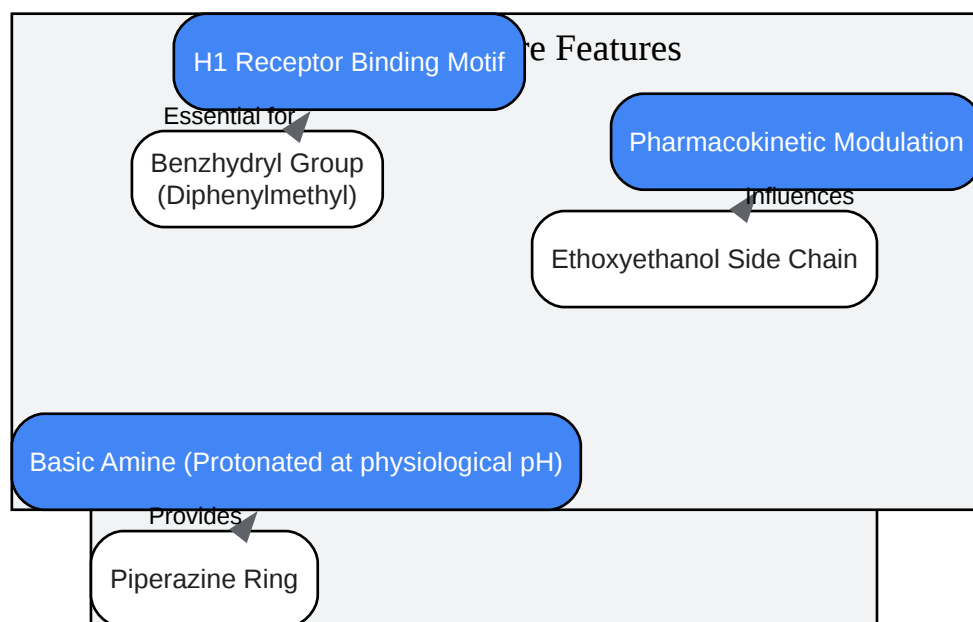 H1 Receptor Binding Motif
Features
Essential for
Benzhydryl Group
(Diphenylmethyl)
Pharmacokinetic Modulation
Influences
Ethoxyethanol Side Chain
Basic Amine (Protonated at physiological pH)
Provides
Piperazine Ring